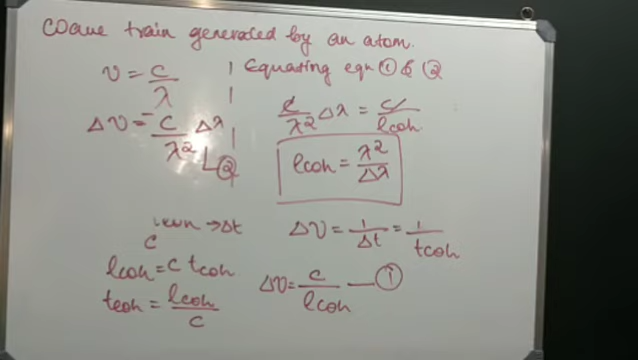 wave train generated by an atom.
ν = c/λ
Δν = -c/λ² Δλ
②
Equating eqn ① & ②
c/λ² Δλ = c/lcoh
lcoh = λ²/Δλ
→ Δt
c
lcoh = c tcoh
tcoh = lcoh/c
Δν = 1/Δt = 1/tcoh
Δν = c/lcoh — ①